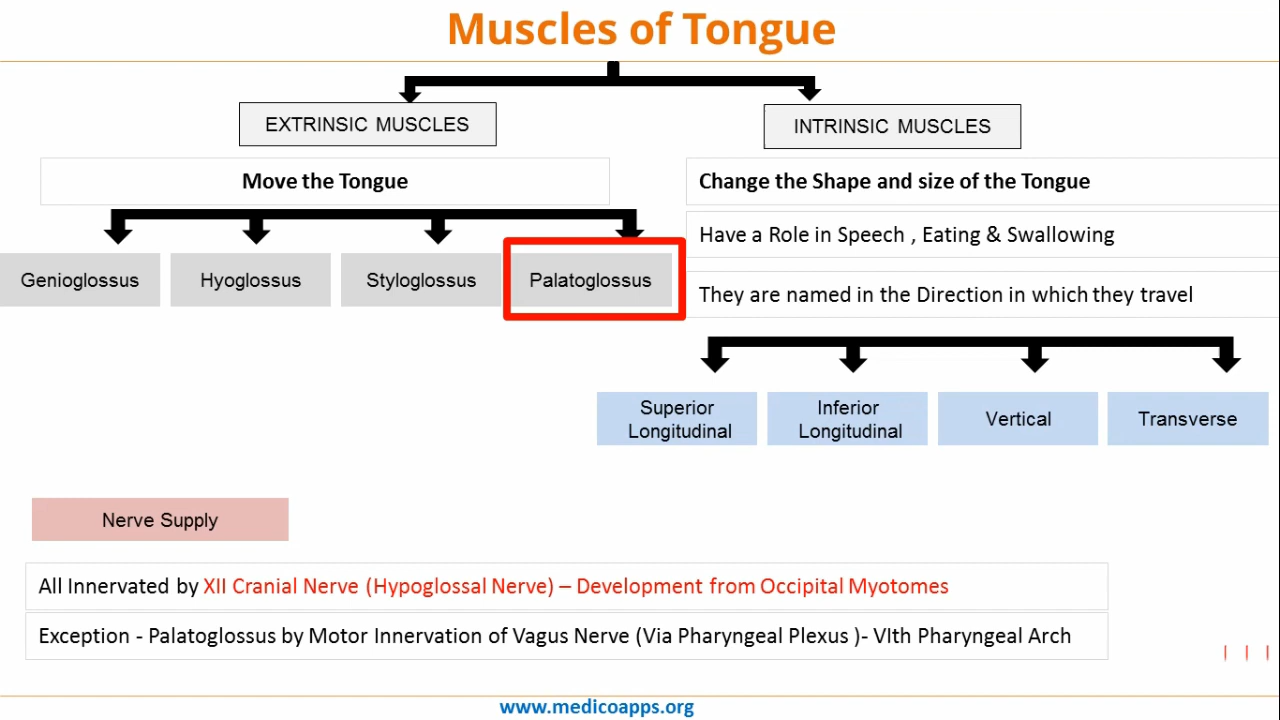 Muscles of Tongue
EXTRINSIC MUSCLES
INTRINSIC MUSCLES
Move the Tongue
Change the Shape and size of the Tongue
Have a Role in Speech , Eating & Swallowing
They are named in the Direction in which they travel
Genioglossus
Hyoglossus
Styloglossus
Palatoglossus
Superior
Longitudinal
Inferior
Longitudinal
Vertical
Transverse
Nerve Supply
All Innervated by XII Cranial Nerve (Hypoglossal Nerve) – Development from Occipital Myotomes
Exception - Palatoglossus by Motor Innervation of Vagus Nerve (Via Pharyngeal Plexus )- VIth Pharyngeal Arch
www.medicoapps.org